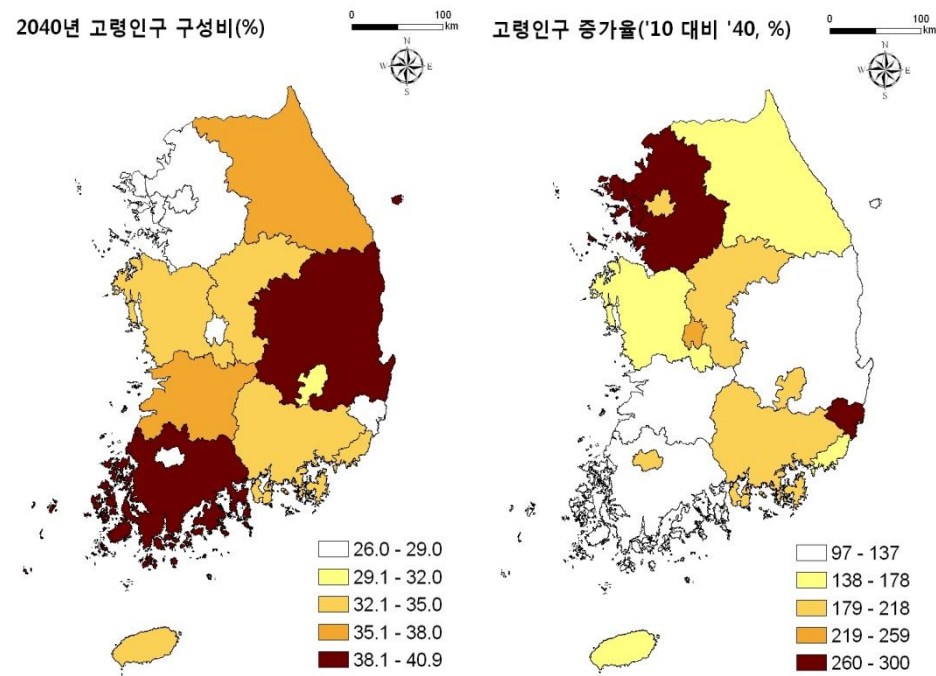 2040년 고령인구 구성비(%)
0 100
km
N
W E
S
26.0 - 29.0
29.1 - 32.0
32.1 - 35.0
35.1 - 38.0
38.1 - 40.9
고령인구 증가율('10 대비 '40, %)
0 100
km
N
W E
S
97 - 137
138 - 178
179 - 218
219 - 259
260 - 300